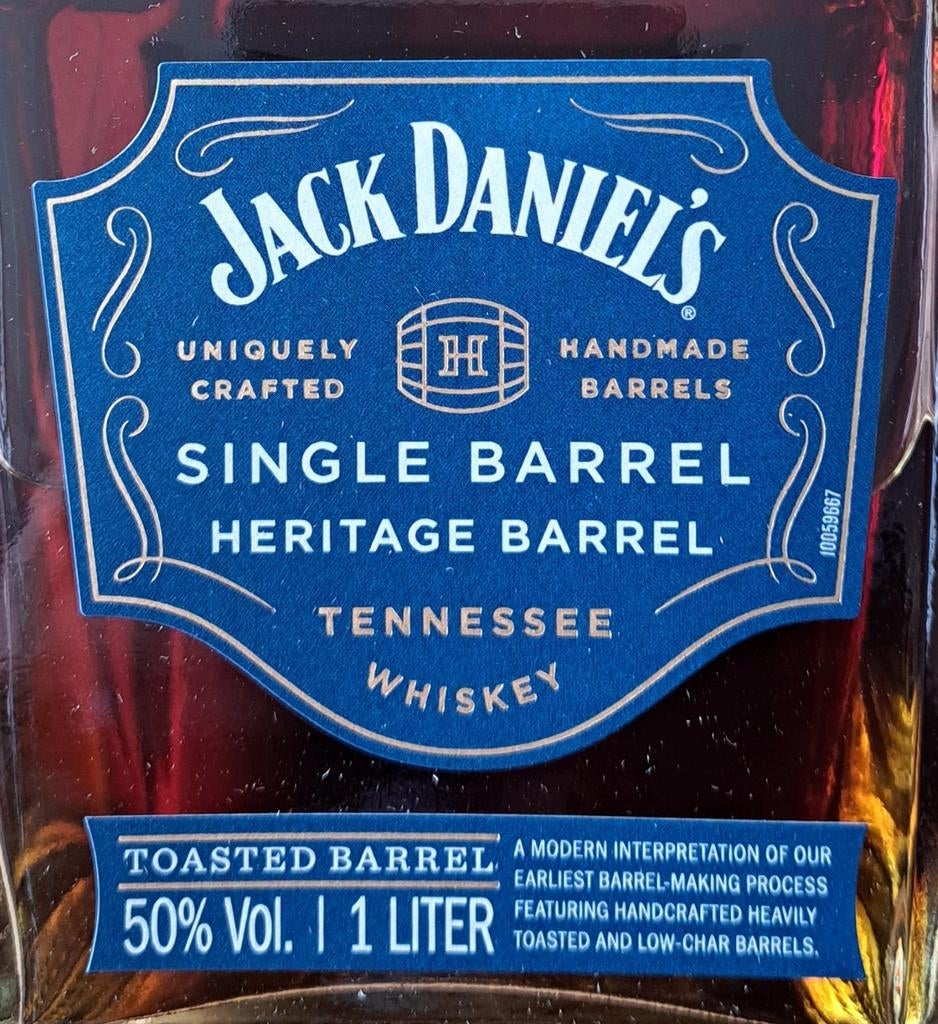 JACK DANIEL'S®
UNIQUELY
CRAFTED
H
HANDMADE
BARRELS
SINGLE BARREL
HERITAGE BARREL
10059667
TENNESSEE
WHISKEY
TOASTED BARREL
50% Vol. | 1 LITER
A MODERN INTERPRETATION OF OUR
EARLIEST BARREL-MAKING PROCESS
FEATURING HANDCRAFTED HEAVILY
TOASTED AND LOW-CHAR BARRELS.